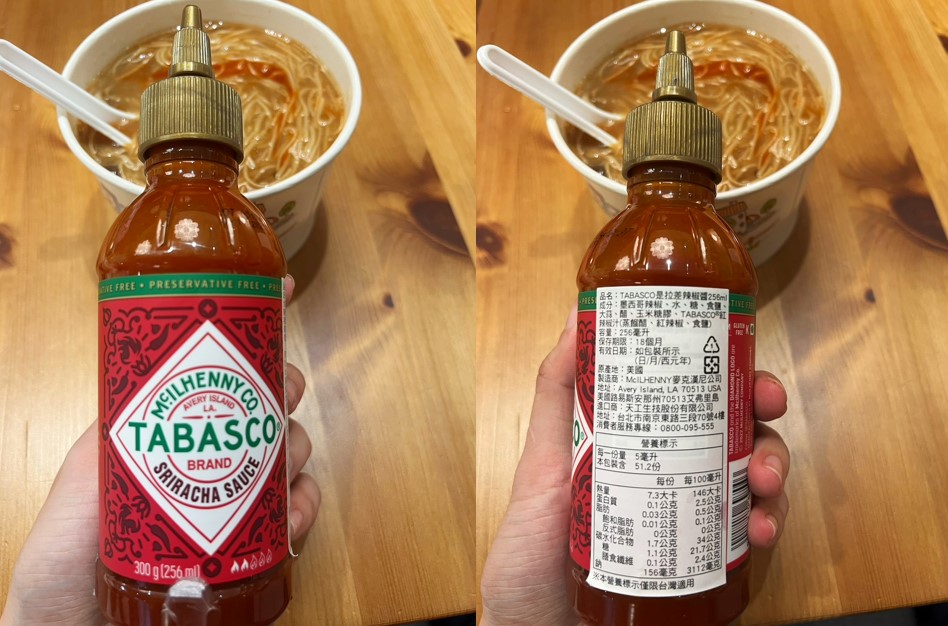 PRESERVATIVE FREE
McILHENNY CO.
AVERY ISLAND
LA.
TABASCO®
BRAND
SRIRACHA SAUCE
300 g (256 ml)
品名：TABASCO是拉差辣椒醬256ml
成分：墨西哥辣椒、水、糖、食鹽、
大蒜、醋、玉米糖膠、TABASCO®紅
辣椒汁(蒸餾醋、紅辣椒、食鹽)
容量：256毫升
保存期限：18個月
有效日期：如包裝所示
(日/月/西元年)
原產地：美國
製造商：McILHENNY麥克漢尼公司
地址：Avery Island, LA 70513 USA
美國路易斯安那州70513艾弗里島
進口商：天工生技股份有限公司
地址：台北市南京東路三段70號4樓
消費者服務專線：0800-095-555
營養標示
每一份量 5毫升
本包裝含 51.2份
每份 每100毫升
熱量 7.3大卡 146大卡
蛋白質 0.1公克 2.5公克
脂肪 0.03公克 0.5公克
飽和脂肪 0.01公克 0.1公克
反式脂肪 0公克 0公克
碳水化合物 1.7公克 34公克
糖 1.1公克 21.7公克
膳食纖維 0.1公克 2.4公克
鈉 156毫克 3112毫克
※本營養標示僅限台灣適用
GLUTEN
FREE